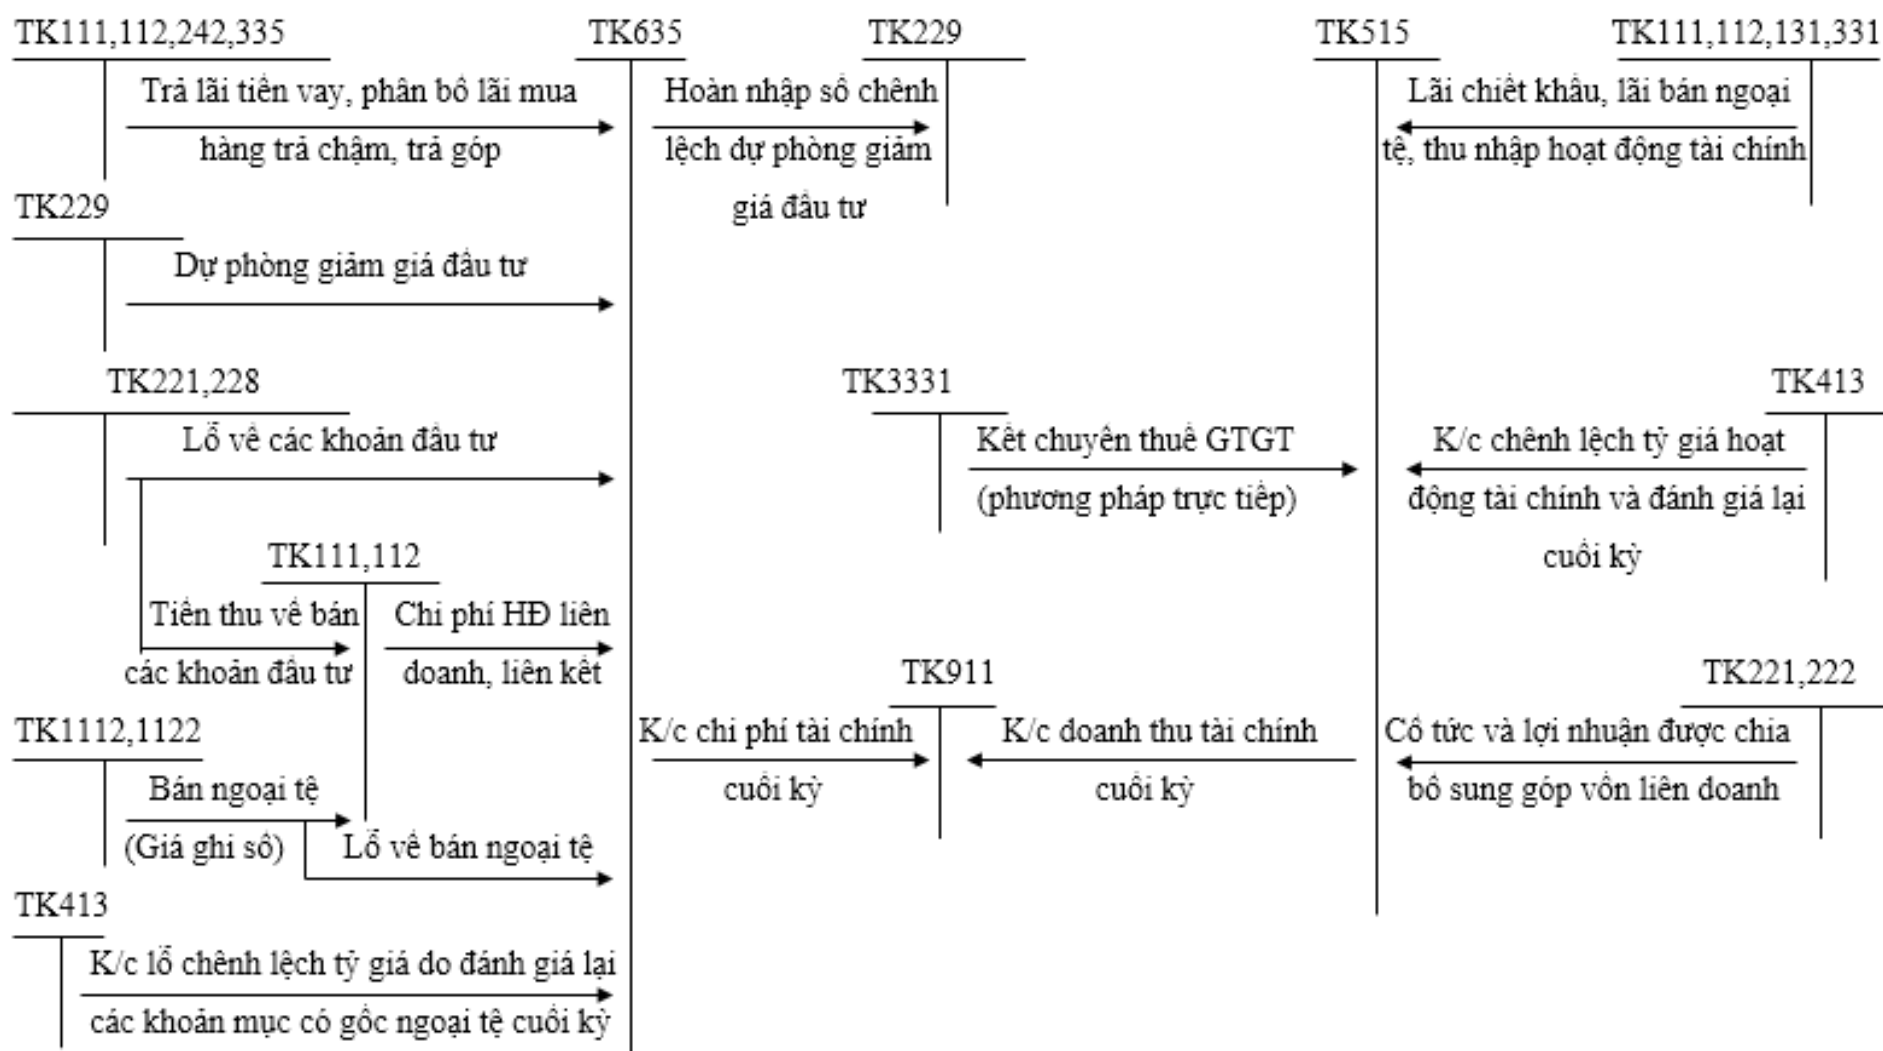 TK111,112,242,335
TK635
TK229
TK515
TK111,112,131,331
Trả lãi tiền vay, phân bổ lãi mua
hàng trả chậm, trả góp
Hoàn nhập số chênh
lệch dự phòng giảm
giá đầu tư
Lãi chiết khấu, lãi bán ngoại
tệ, thu nhập hoạt động tài chính
TK229
Dự phòng giảm giá đầu tư
TK221,228
Lỗ về các khoản đầu tư
TK3331
Kết chuyển thuế GTGT
(phương pháp trực tiếp)
TK413
K/c chênh lệch tỷ giá hoạt
động tài chính và đánh giá lại
cuối kỳ
TK111,112
Tiền thu về bán
các khoản đầu tư
Chi phí HĐ liên
doanh, liên kết
TK911
TK221,222
TK1112,1122
K/c chi phí tài chính
cuối kỳ
K/c doanh thu tài chính
cuối kỳ
Cổ tức và lợi nhuận được chia
bổ sung góp vốn liên doanh
Bán ngoại tệ
(Giá ghi sổ)
Lỗ về bán ngoại tệ
TK413
K/c lỗ chênh lệch tỷ giá do đánh giá lại
các khoản mục có gốc ngoại tệ cuối kỳ